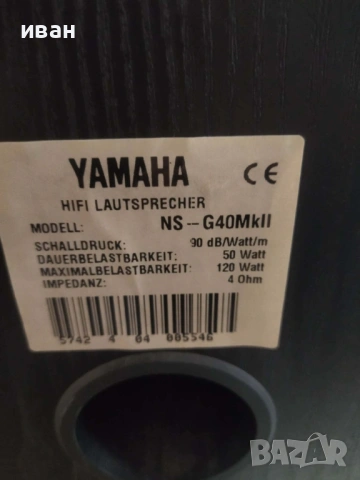 иван
YAMAHA CE
HIFI LAUTSPRECHER
MODELL: NS-G40MkII
SCHALLDRUCK: 90 dB/Watt/m
DAUERBELASTBARKEIT: 50 Watt
MAXIMALBELASTBARKEIT: 120 Watt
IMPEDANZ: 4 Ohm
5742 4 04 005546
BAZAR